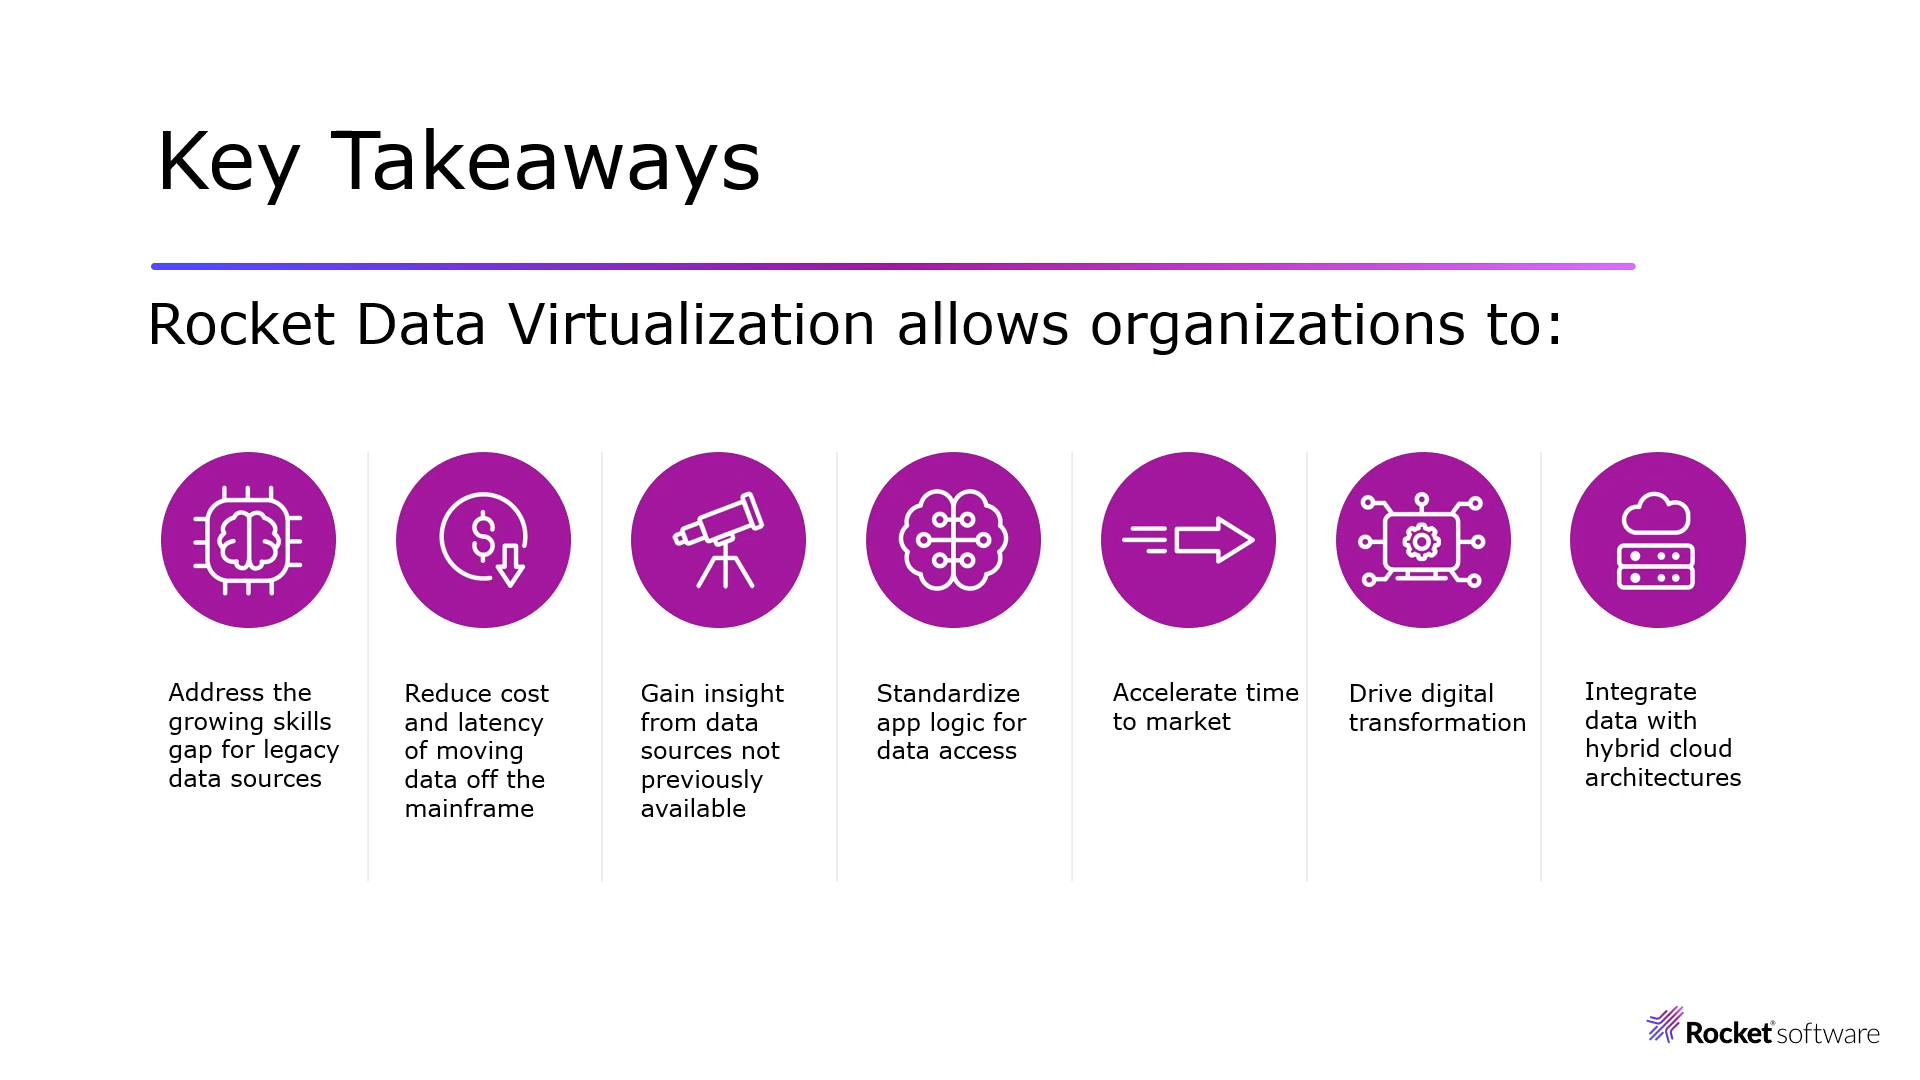 Key Takeaways
Rocket Data Virtualization allows organizations to:
Address the
growing skills
gap for legacy
data sources
Reduce cost
and latency
of moving
data off the
mainframe
Gain insight
from data
sources not
previously
available
Standardize
app logic for
data access
Accelerate time
to market
Drive digital
transformation
Integrate
data with
hybrid cloud
architectures
Rocket® software